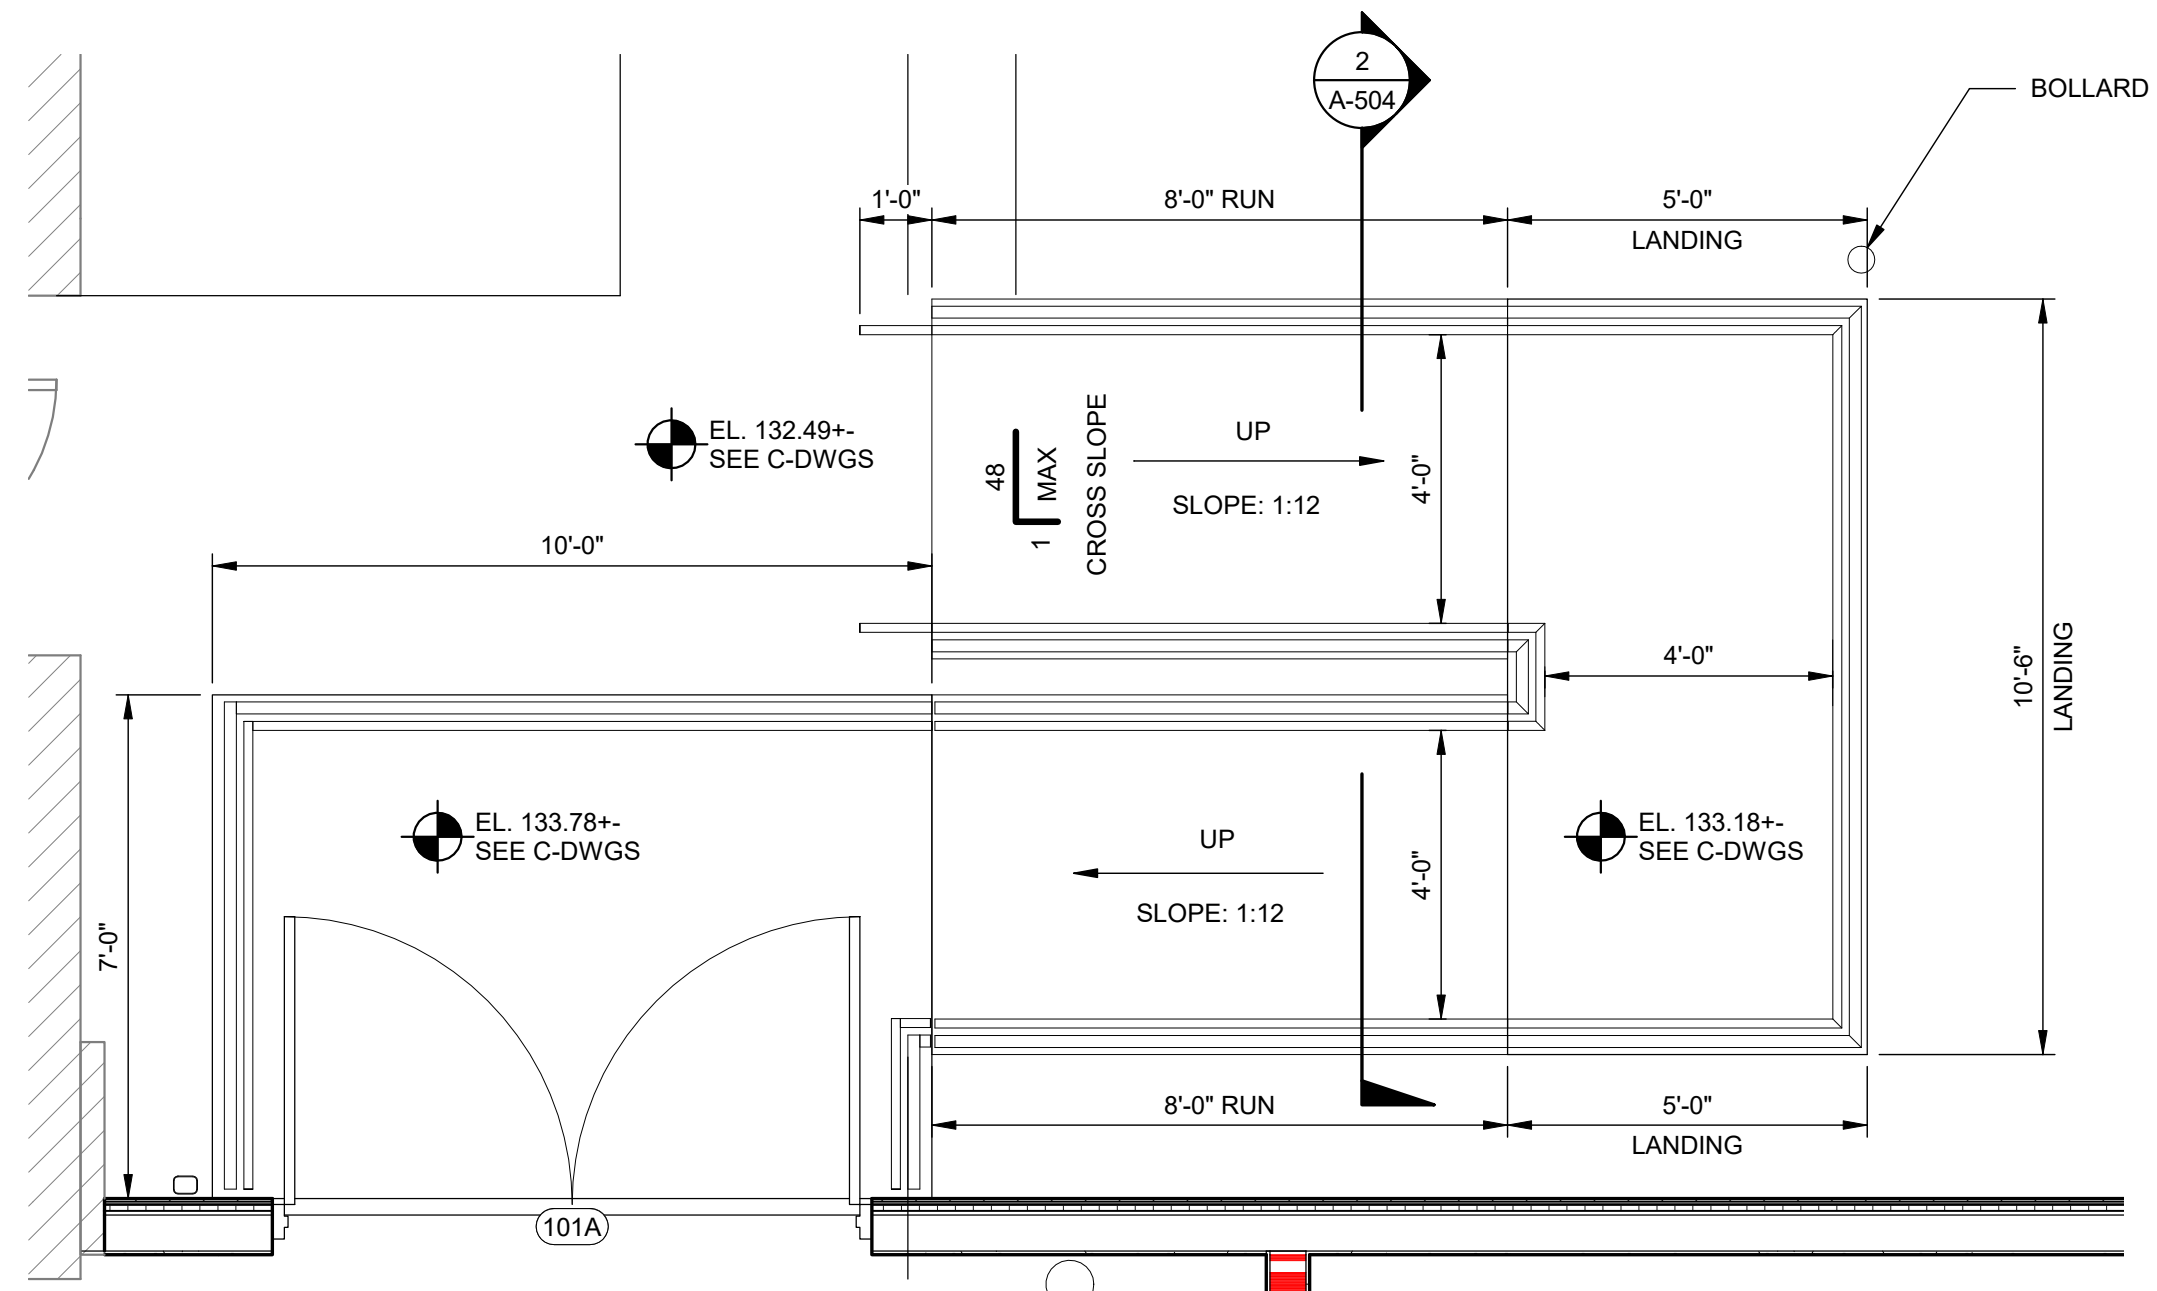 2
A-504
BOLLARD
1'-0"
8'-0" RUN
5'-0"
LANDING
EL. 132.49+-
SEE C-DWGS
48
1
MAX
CROSS SLOPE
UP
SLOPE: 1:12
4'-0"
10'-0"
4'-0"
10'-6"
LANDING
EL. 133.78+-
SEE C-DWGS
UP
SLOPE: 1:12
4'-0"
EL. 133.18+-
SEE C-DWGS
7'-0"
8'-0" RUN
5'-0"
LANDING
101A